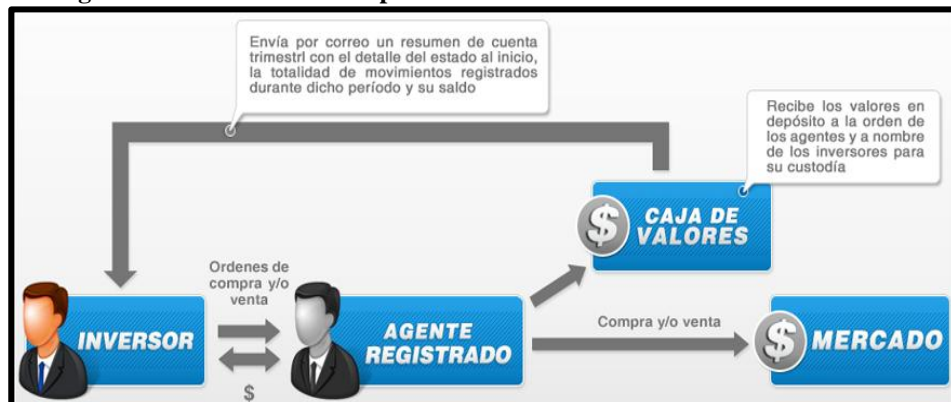 Envía por correo un resumen de cuenta
trimestrl con el detalle del estado al inicio,
la totalidad de movimientos registrados
durante dicho período y su saldo
Recibe los valores en
depósito a la orden de
los agentes y a nombre
de los inversores para
su custodía
$
CAJA DE
VALORES
Ordenes de
compra y/o
venta
INVERSOR
$
AGENTE
REGISTRADO
Compra y/o venta
$
MERCADO